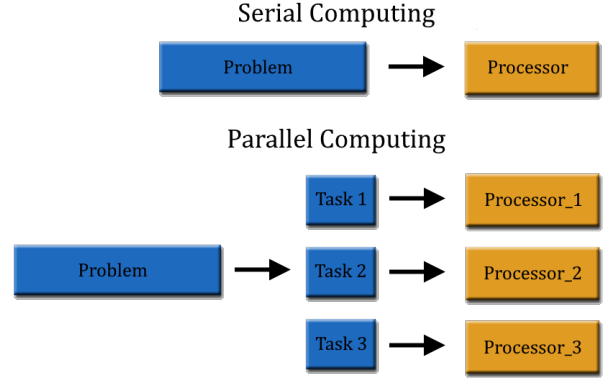 Serial Computing
Problem
Processor
Parallel Computing
Task 1
Processor_1
Problem
Task 2
Processor_2
Task 3
Processor_3